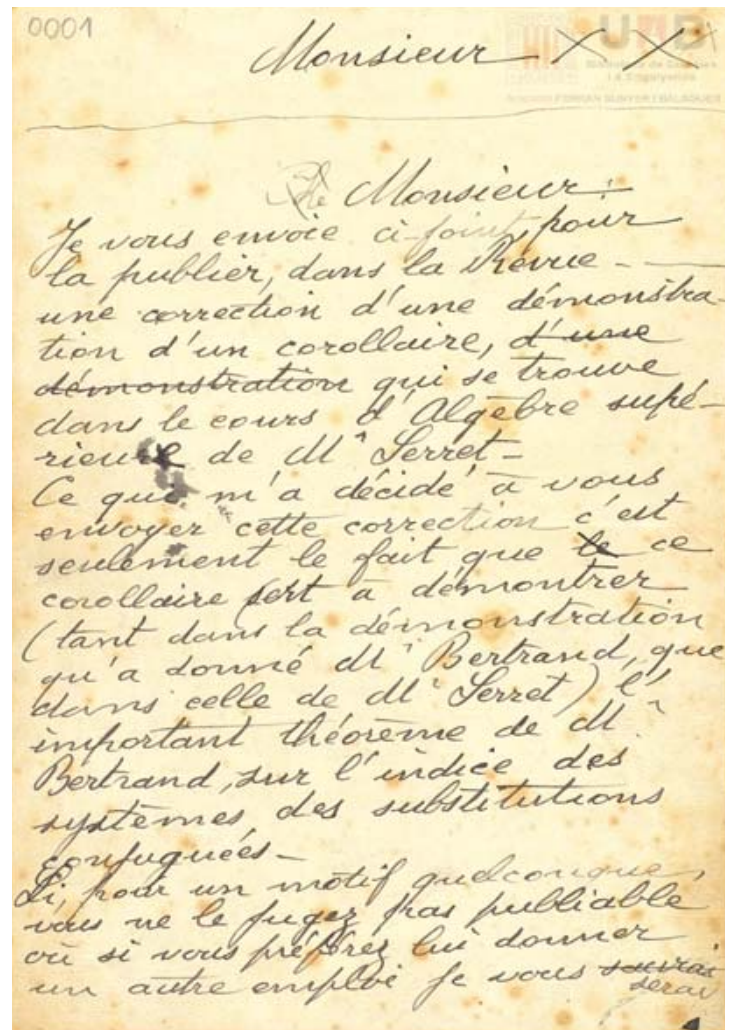 0001
Monsieur X X
UAB
Monsieur:
Je vous envoie ci-joint, pour
la publier, dans la Revue -
une correction d'une démonstra-
tion d'un corollaire, d'une
démonstration qui se trouve
dans le cours d'Algèbre supé-
rieure de Mr Serret -
Ce qui m'a décidé à vous
envoyer cette correction c'est
seulement le fait que le ce
corollaire sert a démontrer
(tant dans la démonstration
qu'a donné Mr Bertrand, que
dans celle de Mr Serret) l'
important théorème de Mr
Bertrand, sur l'indice des
systèmes des substitutions
conjuguées -
Si, pour un motif quelconque,
vous ne le jugez pas publiable
où si vous préférez lui donner
un autre emploi je vous saurai
serai